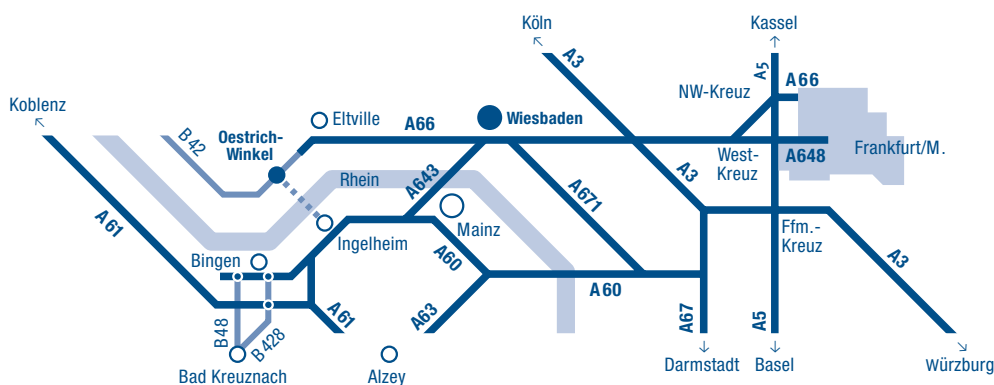 Köln
Kassel
A3
A5
A66
NW-Kreuz
Koblenz
Eltville
Wiesbaden
B 42
Oestrich-
Winkel
A66
West-
Kreuz
A648
Frankfurt/M.
Rhein
A643
A671
A3
A 61
Ingelheim
Mainz
Ffm.-
Kreuz
Bingen
A60
A60
A3
B48
B 428
A61
A63
A67
A5
Bad Kreuznach
Alzey
Darmstadt
Basel
Würzburg